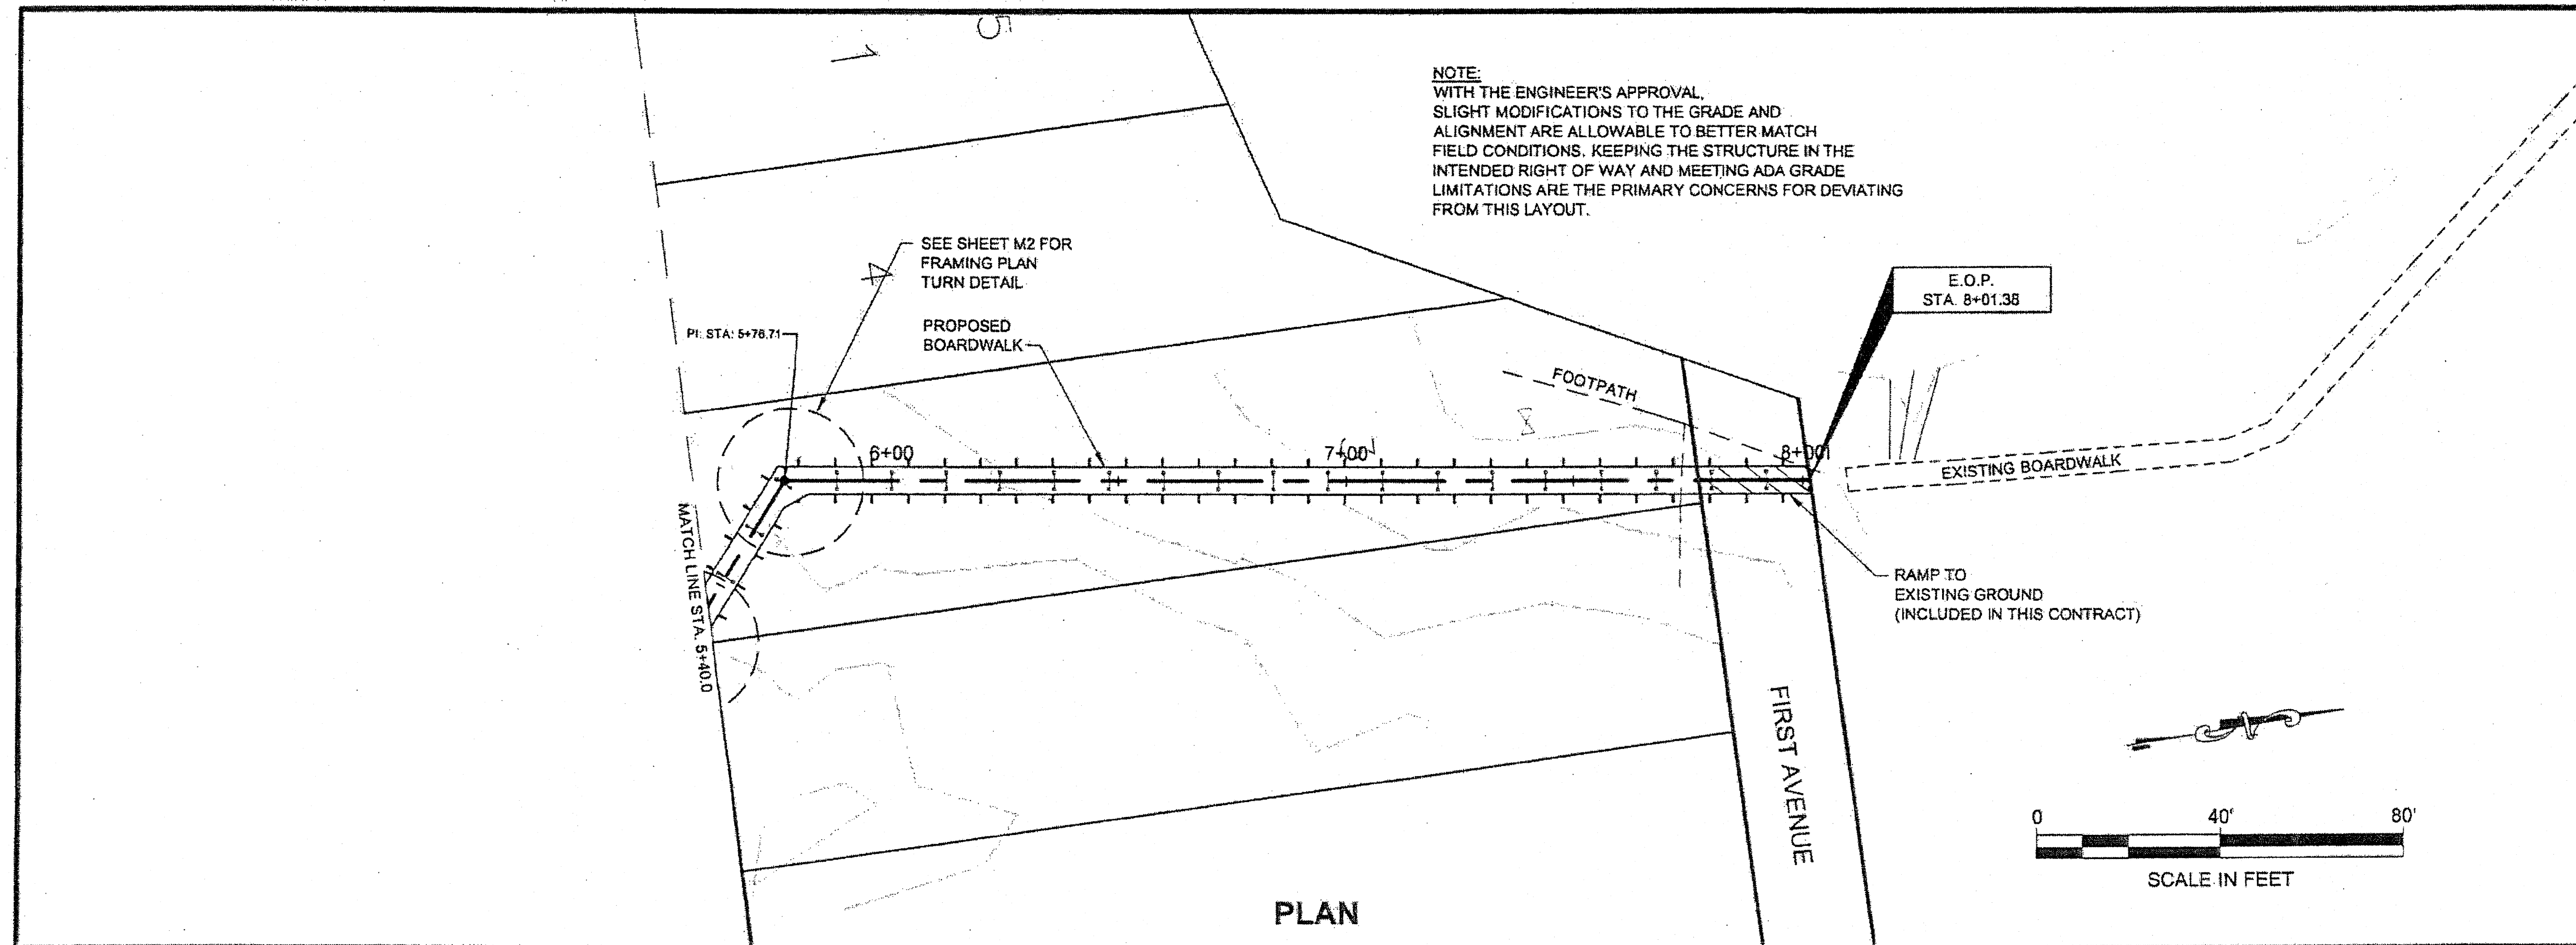 5
1
NOTE:
WITH THE ENGINEER'S APPROVAL,
SLIGHT MODIFICATIONS TO THE GRADE AND
ALIGNMENT ARE ALLOWABLE TO BETTER MATCH
FIELD CONDITIONS. KEEPING THE STRUCTURE IN THE
INTENDED RIGHT OF WAY AND MEETING ADA GRADE
LIMITATIONS ARE THE PRIMARY CONCERNS FOR DEVIATING
FROM THIS LAYOUT.
SEE SHEET M2 FOR
FRAMING PLAN
TURN DETAIL
4
E.O.P.
STA. 8+01.38
PI: STA: 5+76.71
PROPOSED
BOARDWALK
FOOTPATH
8
6+00
7+00
8+00
EXISTING BOARDWALK
MATCH LINE STA. 5+40.0
RAMP TO
EXISTING GROUND
(INCLUDED IN THIS CONTRACT)
FIRST AVENUE
N
0 40' 80'
SCALE IN FEET
PLAN